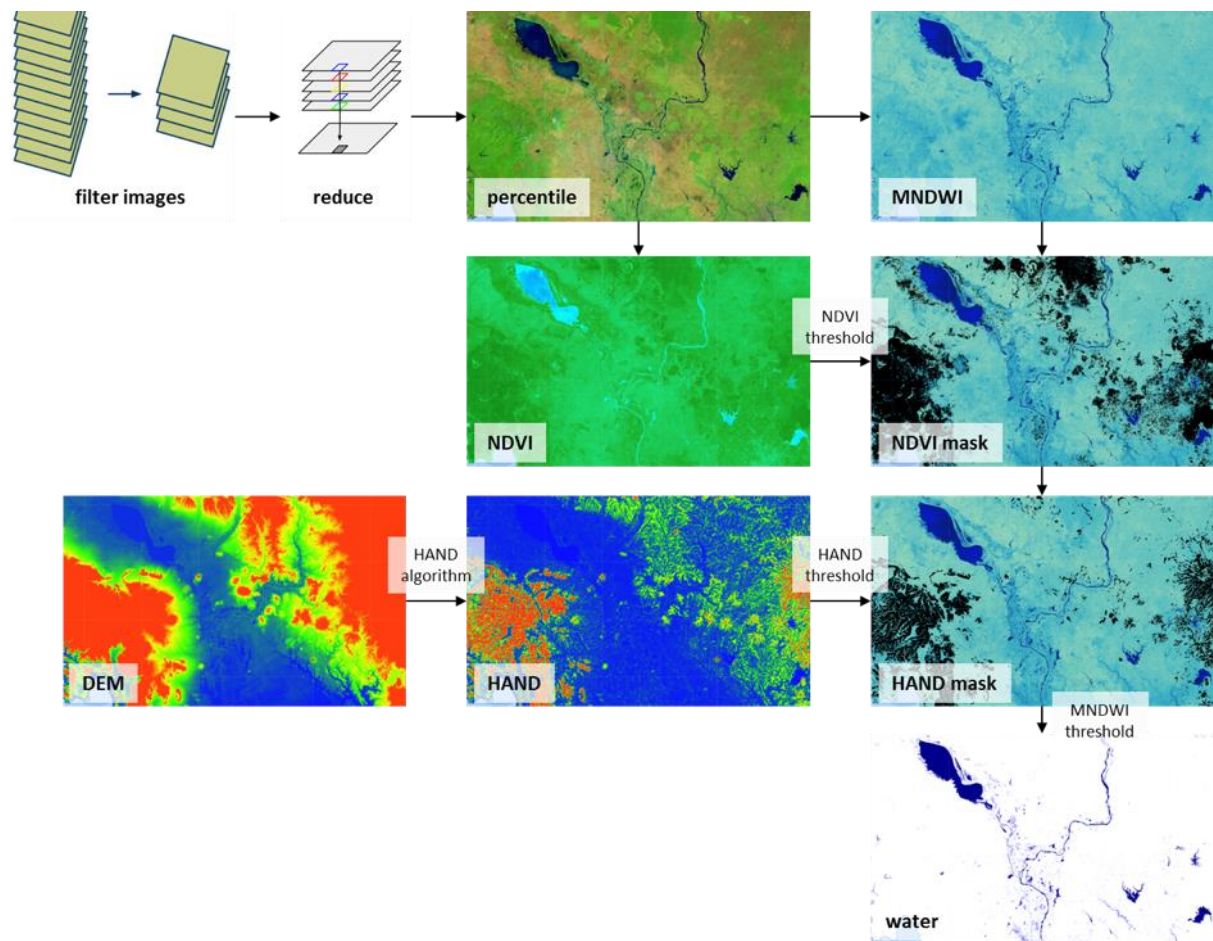 filter images
reduce
percentile
MNDWI
NDVI
NDVI
threshold
NDVI mask
DEM
HAND
algorithm
HAND
HAND
threshold
HAND mask
MNDWI
threshold
water